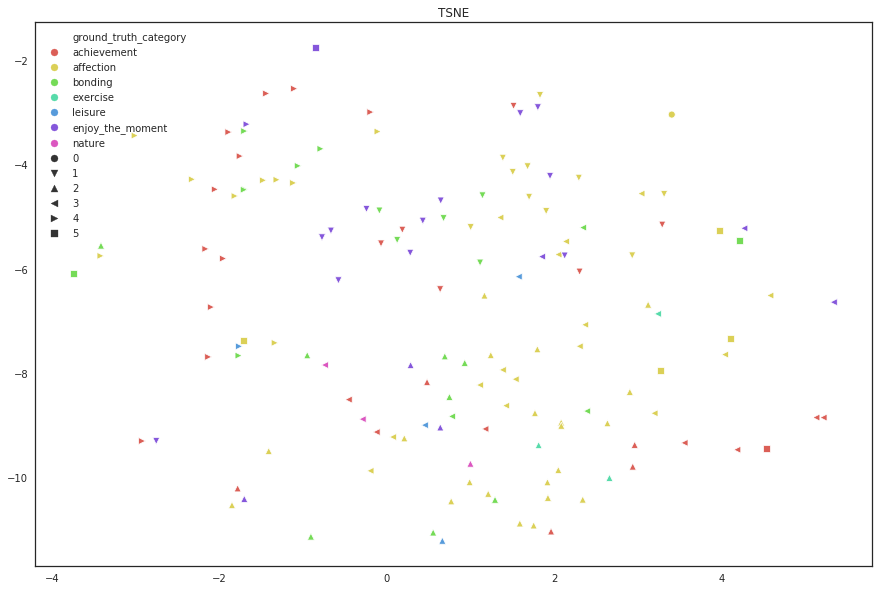 TSNE
ground_truth_category
achievement
affection
bonding
exercise
leisure
enjoy_the_moment
nature
0
1
2
3
4
5
−2
−4
−6
−8
−10
−4
−2
0
2
4